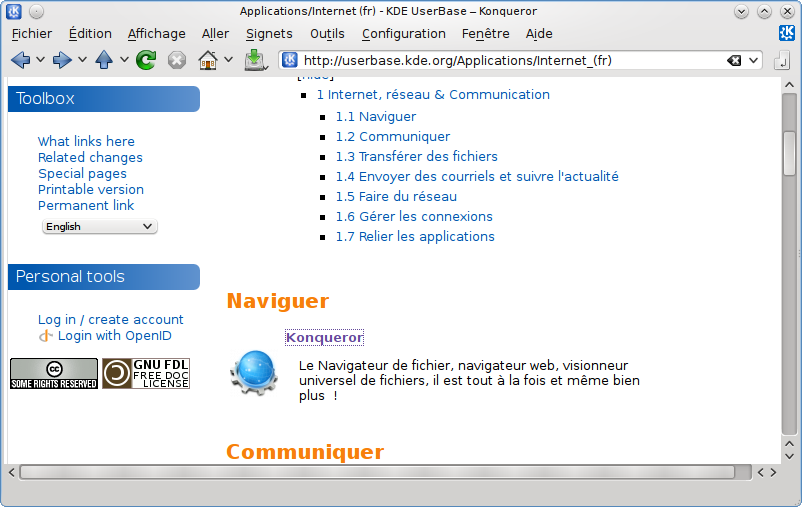 Applications/Internet (fr) - KDE UserBase – Konqueror
Fichier Édition Affichage Aller Signets Outils Configuration Fenêtre Aide
http://userbase.kde.org/Applications/Internet_(fr)
[hide]
Toolbox
What links here
Related changes
Special pages
Printable version
Permanent link
English
Personal tools
Log in / create account
Login with OpenID
cc
SOME RIGHTS RESERVED
GNU FDL
FREE DOC
LICENSE
1 Internet, réseau & Communication
1.1 Naviguer
1.2 Communiquer
1.3 Transférer des fichiers
1.4 Envoyer des courriels et suivre l'actualité
1.5 Faire du réseau
1.6 Gérer les connexions
1.7 Relier les applications
Naviguer
Konqueror
Le Navigateur de fichier, navigateur web, visionneur
universel de fichiers, il est tout à la fois et même bien
plus !
Communiquer